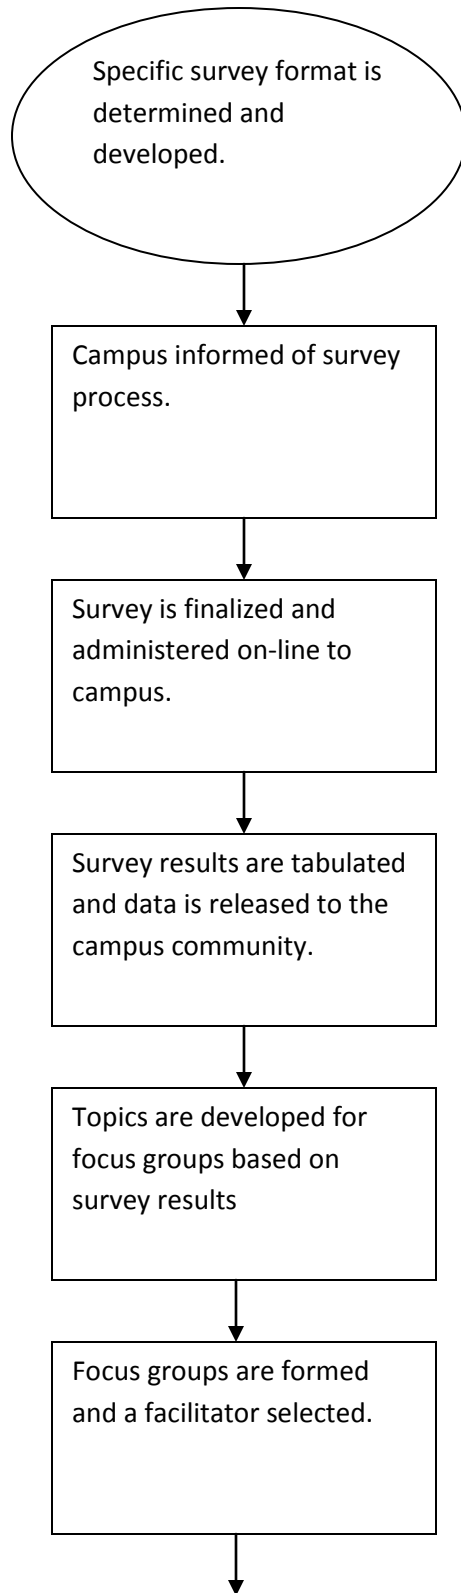 Specific survey format is
determined and
developed.
Campus informed of survey
process.
Survey is finalized and
administered on-line to
campus.
Survey results are tabulated
and data is released to the
campus community.
Topics are developed for
focus groups based on
survey results
Focus groups are formed
and a facilitator selected.